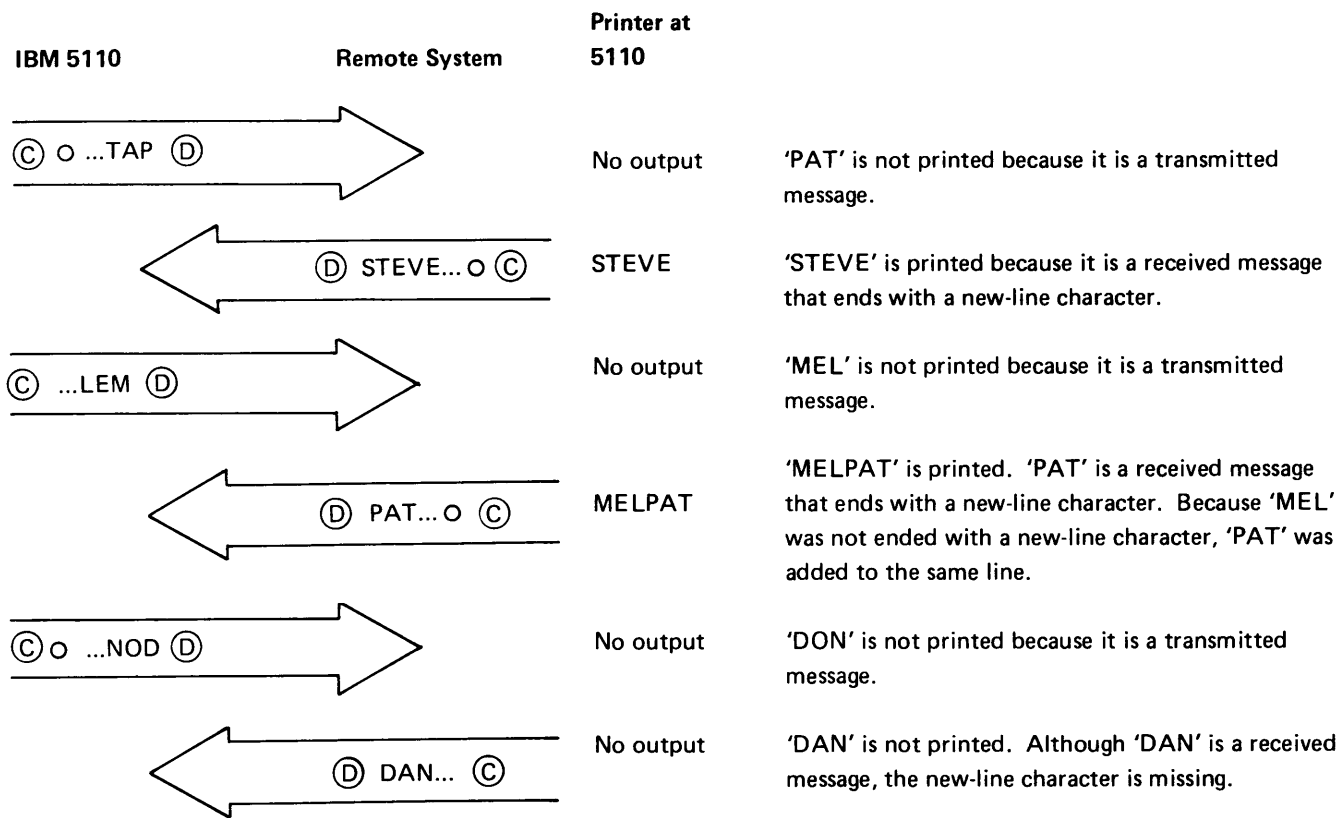 IBM 5110 Remote System Printer at 5110
Ⓒ o ...TAP Ⓓ No output 'PAT' is not printed because it is a transmitted
message.
Ⓓ STEVE... o Ⓒ STEVE 'STEVE' is printed because it is a received message
that ends with a new-line character.
Ⓒ ...LEM Ⓓ No output 'MEL' is not printed because it is a transmitted
message.
Ⓓ PAT... o Ⓒ MELPAT 'MELPAT' is printed. 'PAT' is a received message
that ends with a new-line character. Because 'MEL'
was not ended with a new-line character, 'PAT' was
added to the same line.
Ⓒ o ...NOD Ⓓ No output 'DON' is not printed because it is a transmitted
message.
Ⓓ DAN... Ⓒ No output 'DAN' is not printed. Although 'DAN' is a received
message, the new-line character is missing.